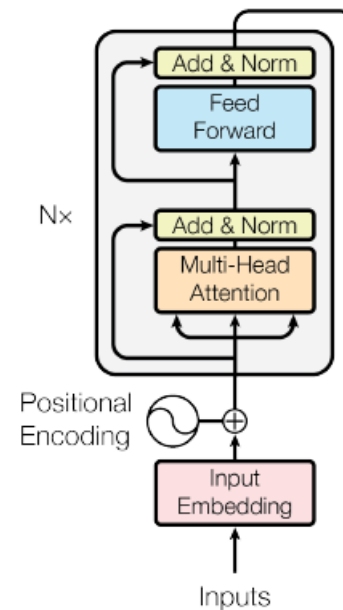 Add & Norm
Feed
Forward
Nx
Add & Norm
Multi-Head
Attention
Positional
Encoding
Input
Embedding
Inputs